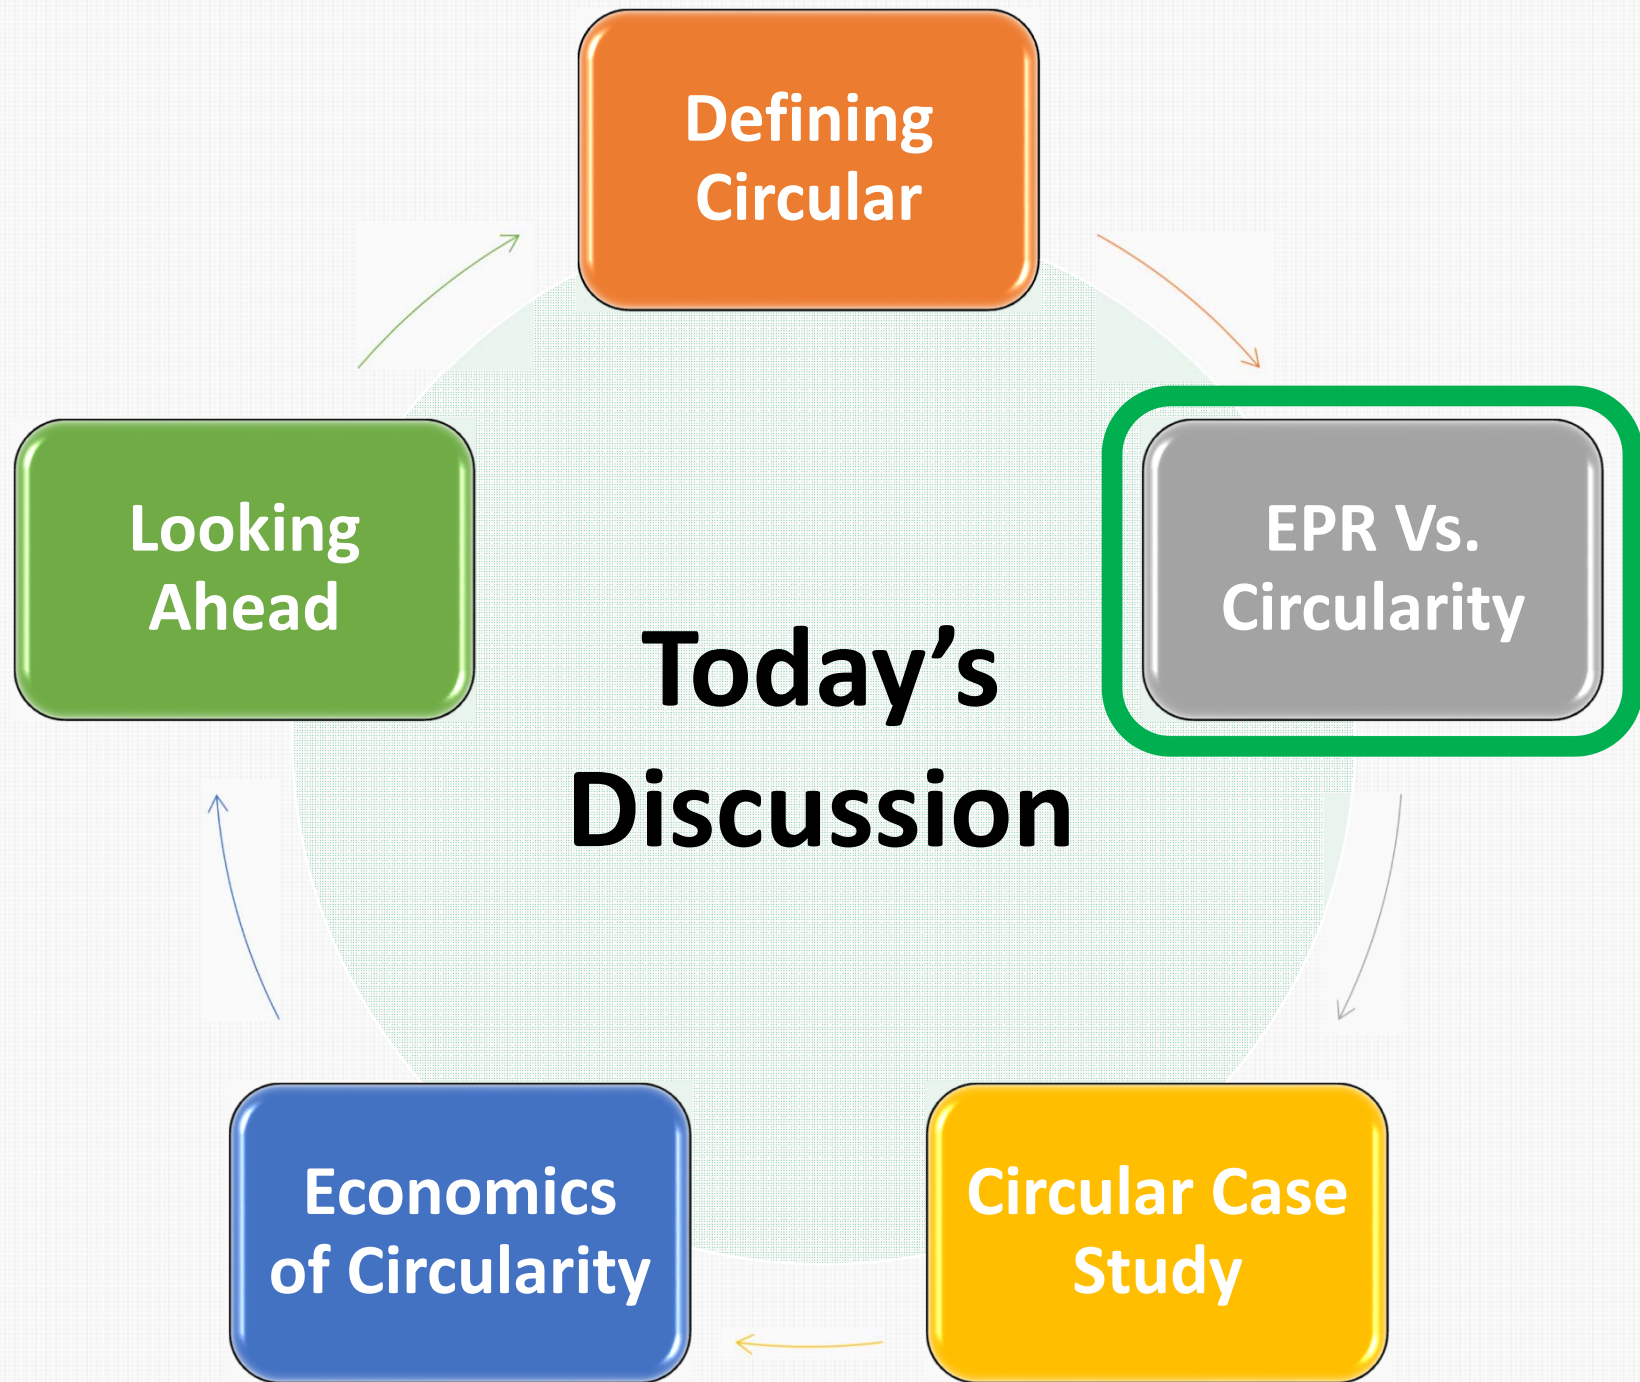 Defining
Circular
EPR Vs.
Circularity
Circular Case
Study
Economics
of Circularity
Looking
Ahead
Today’s
Discussion